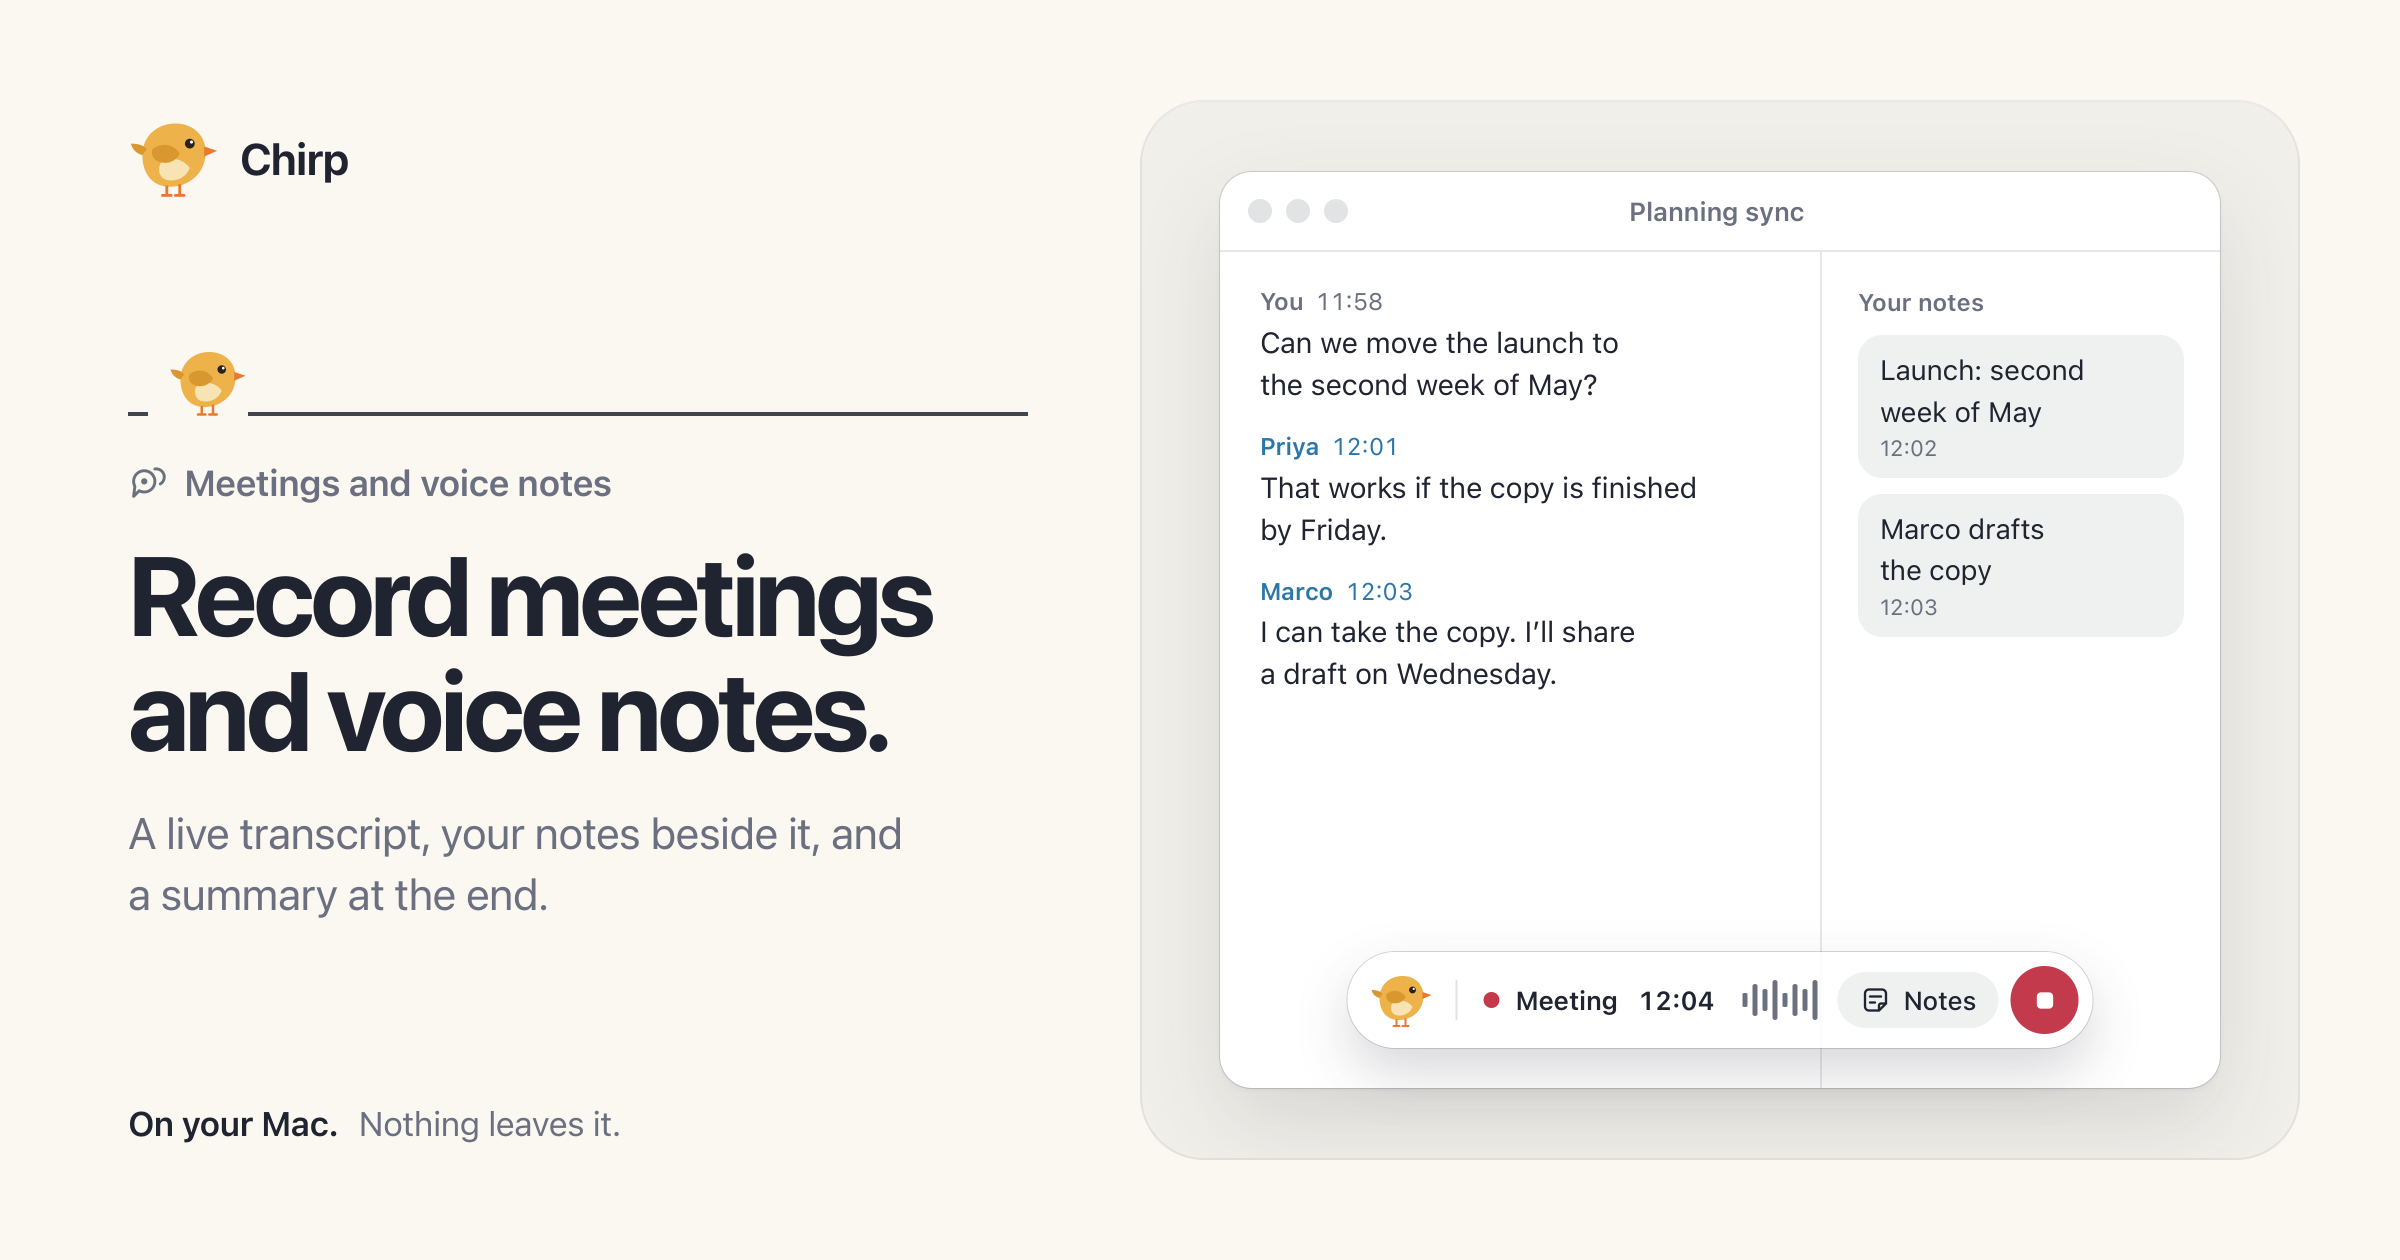 Chirp
Meetings and voice notes
Record meetings
and voice notes.
A live transcript, your notes beside it, and
a summary at the end.
On your Mac. Nothing leaves it.
Planning sync
You 11:58
Can we move the launch to
the second week of May?
Priya 12:01
That works if the copy is finished
by Friday.
Marco 12:03
I can take the copy. I’ll share
a draft on Wednesday.
Your notes
Launch: second
week of May
12:02
Marco drafts
the copy
12:03
Meeting 12:04 Notes